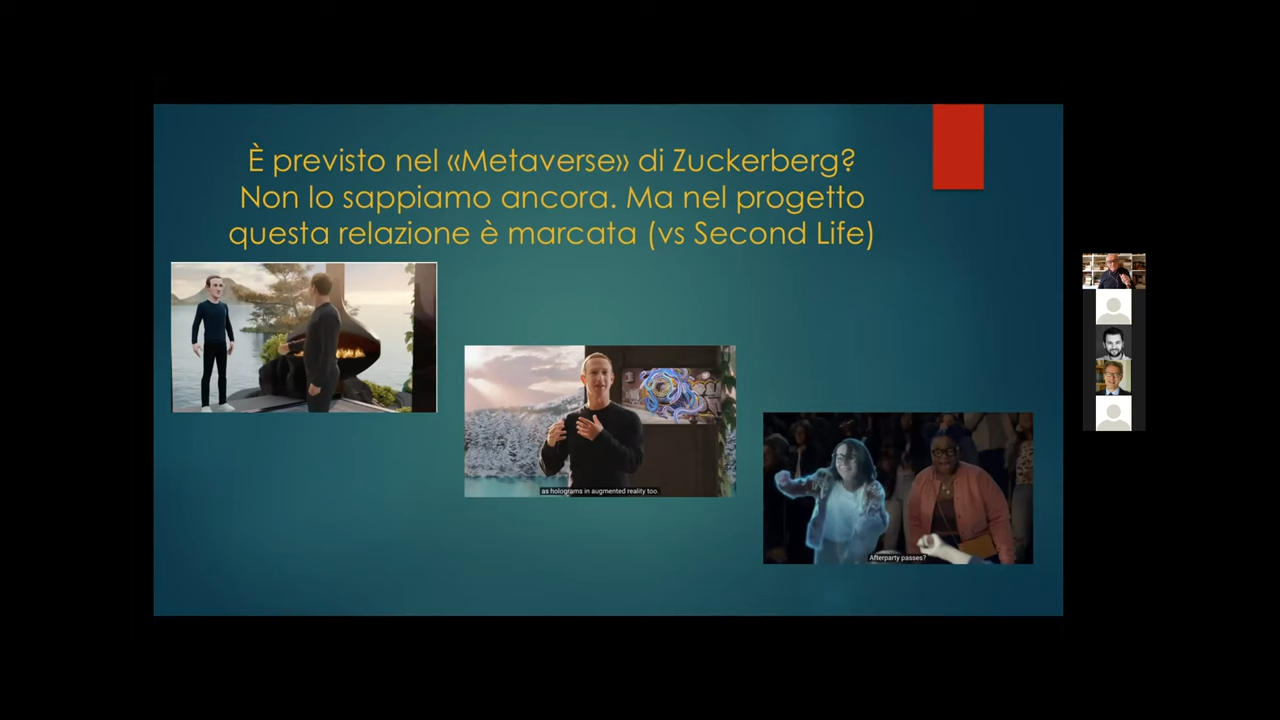 È previsto nel «Metaverse» di Zuckerberg?
Non lo sappiamo ancora. Ma nel progetto
questa relazione è marcata (vs Second Life)
as holograms in augmented reality too.
Afterparty passes?